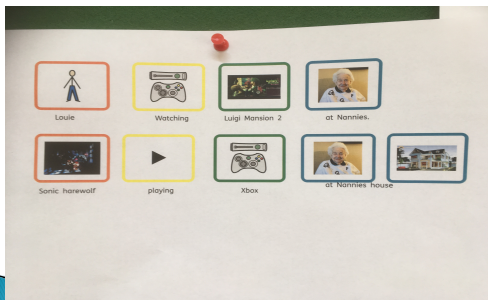 Louie Watching Luigi Mansion 2 at Nannies.
Sonic harewolf playing Xbox at Nannies house